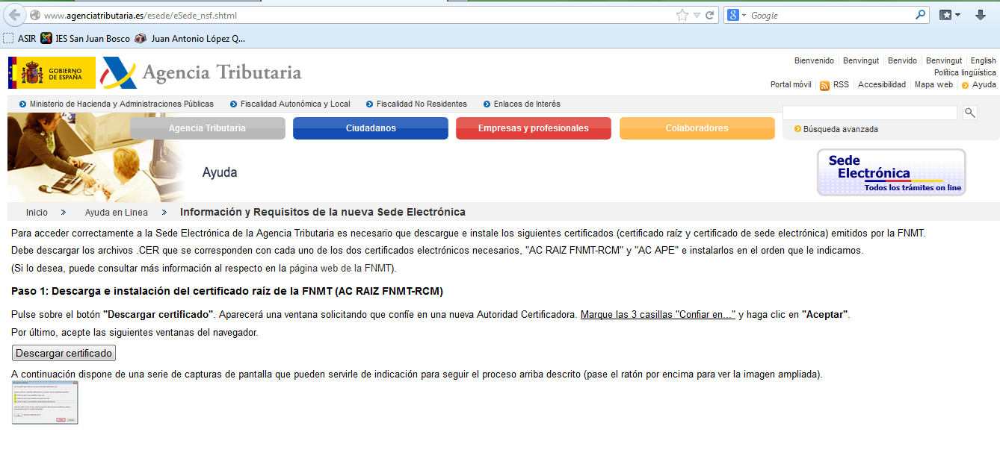 www.agenciatributaria.es/esede/eSede_nsf.shtml
Google
ASIR IES San Juan Bosco Juan Antonio López Q...
GOBIERNO
DE ESPAÑA
Agencia Tributaria
Bienvenido Benvingut Benvido Benvingut English
Política lingüística
Portal móvil RSS Accesibilidad Mapa web Ayuda
Ministerio de Hacienda y Administraciones Públicas Fiscalidad Autonómica y Local Fiscalidad No Residentes Enlaces de Interés
Agencia Tributaria Ciudadanos Empresas y profesionales Colaboradores
Búsqueda avanzada
Ayuda
Sede
Electrónica
Todos los trámites on line
Inicio Ayuda en Linea Información y Requisitos de la nueva Sede Electrónica
Para acceder correctamente a la Sede Electrónica de la Agencia Tributaria es necesario que descargue e instale los siguientes certificados (certificado raíz y certificado de sede electrónica) emitidos por la FNMT.
Debe descargar los archivos .CER que se corresponden con cada uno de los dos certificados electrónicos necesarios, "AC RAIZ FNMT-RCM" y "AC APE" e instalarlos en el orden que le indicamos.
(Si lo desea, puede consultar más información al respecto en la página web de la FNMT).
Paso 1: Descarga e instalación del certificado raíz de la FNMT (AC RAIZ FNMT-RCM)
Pulse sobre el botón "Descargar certificado". Aparecerá una ventana solicitando que confíe en una nueva Autoridad Certificadora. Marque las 3 casillas "Confiar en..." y haga clic en "Aceptar".
Por último, acepte las siguientes ventanas del navegador.
Descargar certificado
A continuación dispone de una serie de capturas de pantalla que pueden servirle de indicación para seguir el proceso arriba descrito (pase el ratón por encima para ver la imagen ampliada).